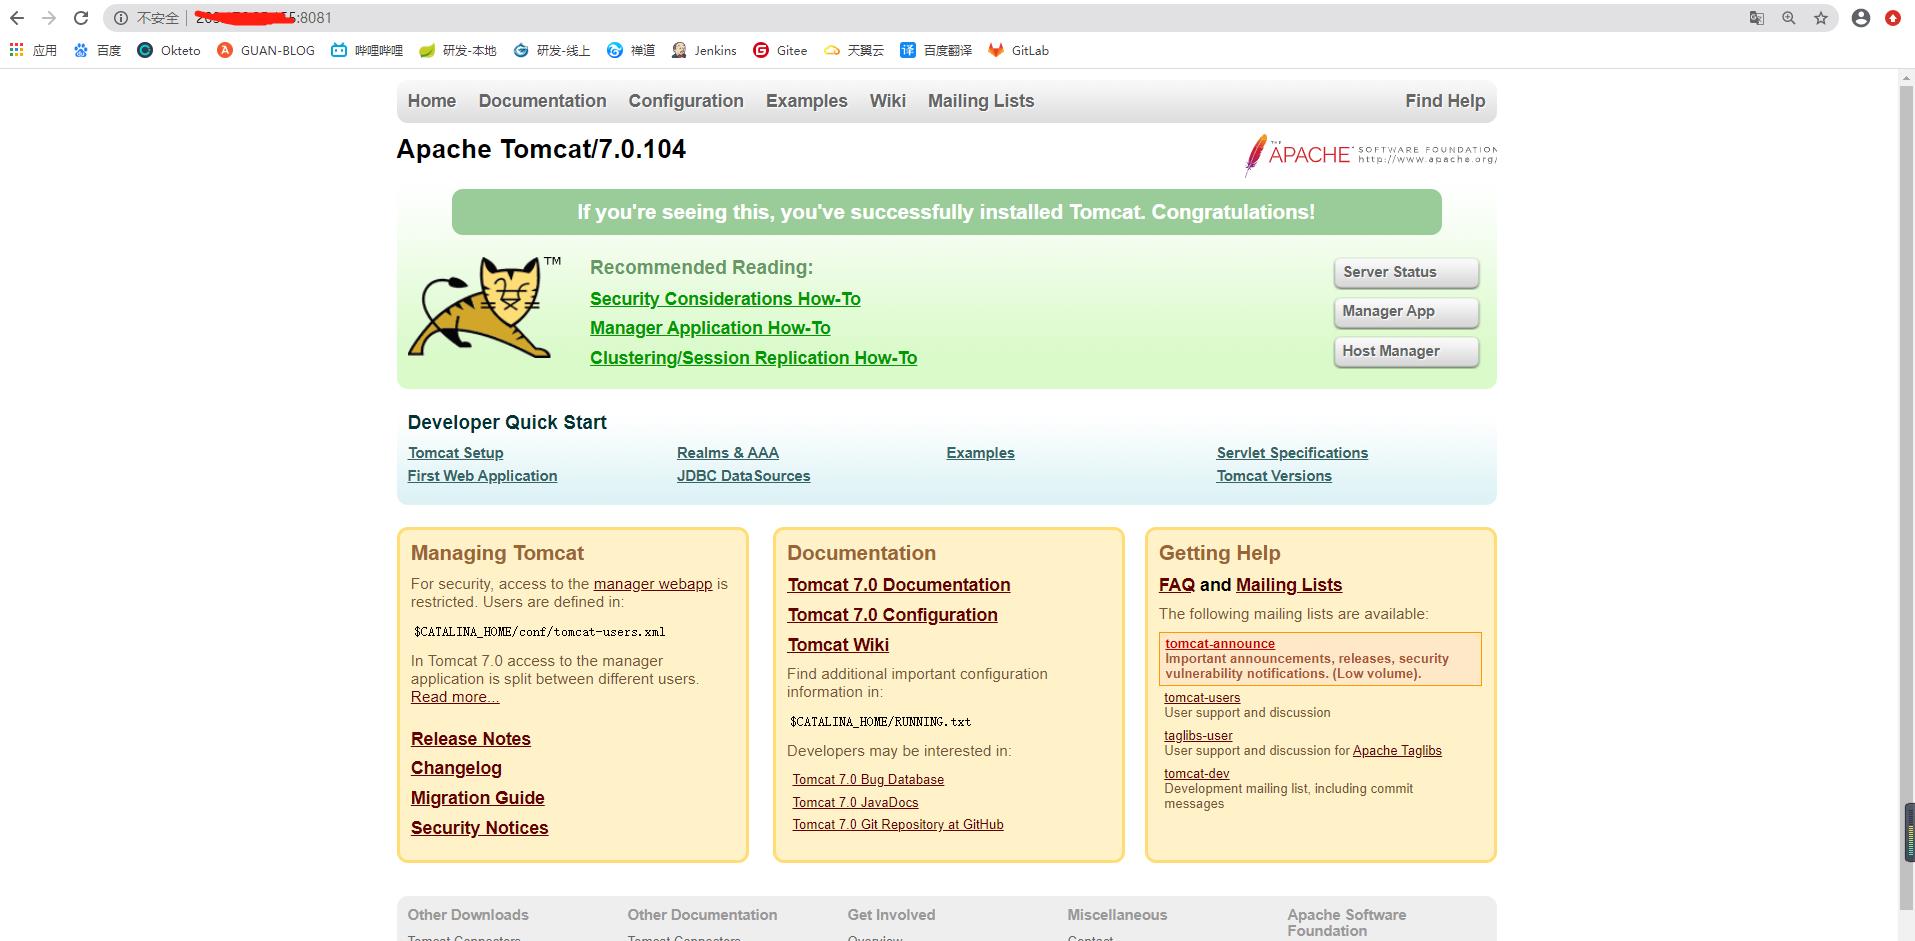 不安全 :8081
应用 百度 Okteto GUAN-BLOG 哔哩哔哩 研发-本地 研发-线上 禅道 Jenkins Gitee 天翼云 译 百度翻译 GitLab
Home Documentation Configuration Examples Wiki Mailing Lists Find Help
Apache Tomcat/7.0.104
THE APACHE SOFTWARE FOUNDATION
http://www.apache.org/
If you're seeing this, you've successfully installed Tomcat. Congratulations!
TM
Recommended Reading:
Security Considerations How-To
Manager Application How-To
Clustering/Session Replication How-To
Server Status
Manager App
Host Manager
Developer Quick Start
Tomcat Setup
First Web Application
Realms & AAA
JDBC DataSources
Examples
Servlet Specifications
Tomcat Versions
Managing Tomcat
For security, access to the manager webapp is
restricted. Users are defined in:
$CATALINA_HOME/conf/tomcat-users.xml
In Tomcat 7.0 access to the manager
application is split between different users.
Read more...
Release Notes
Changelog
Migration Guide
Security Notices
Documentation
Tomcat 7.0 Documentation
Tomcat 7.0 Configuration
Tomcat Wiki
Find additional important configuration
information in:
$CATALINA_HOME/RUNNING.txt
Developers may be interested in:
Tomcat 7.0 Bug Database
Tomcat 7.0 JavaDocs
Tomcat 7.0 Git Repository at GitHub
Getting Help
FAQ and Mailing Lists
The following mailing lists are available:
tomcat-announce
Important announcements, releases, security
vulnerability notifications. (Low volume).
tomcat-users
User support and discussion
taglibs-user
User support and discussion for Apache Taglibs
tomcat-dev
Development mailing list, including commit
messages
Other Downloads
Tomcat Connectors
Other Documentation
Tomcat Connectors
Get Involved
Overview
Miscellaneous
Contact
Apache Software
Foundation